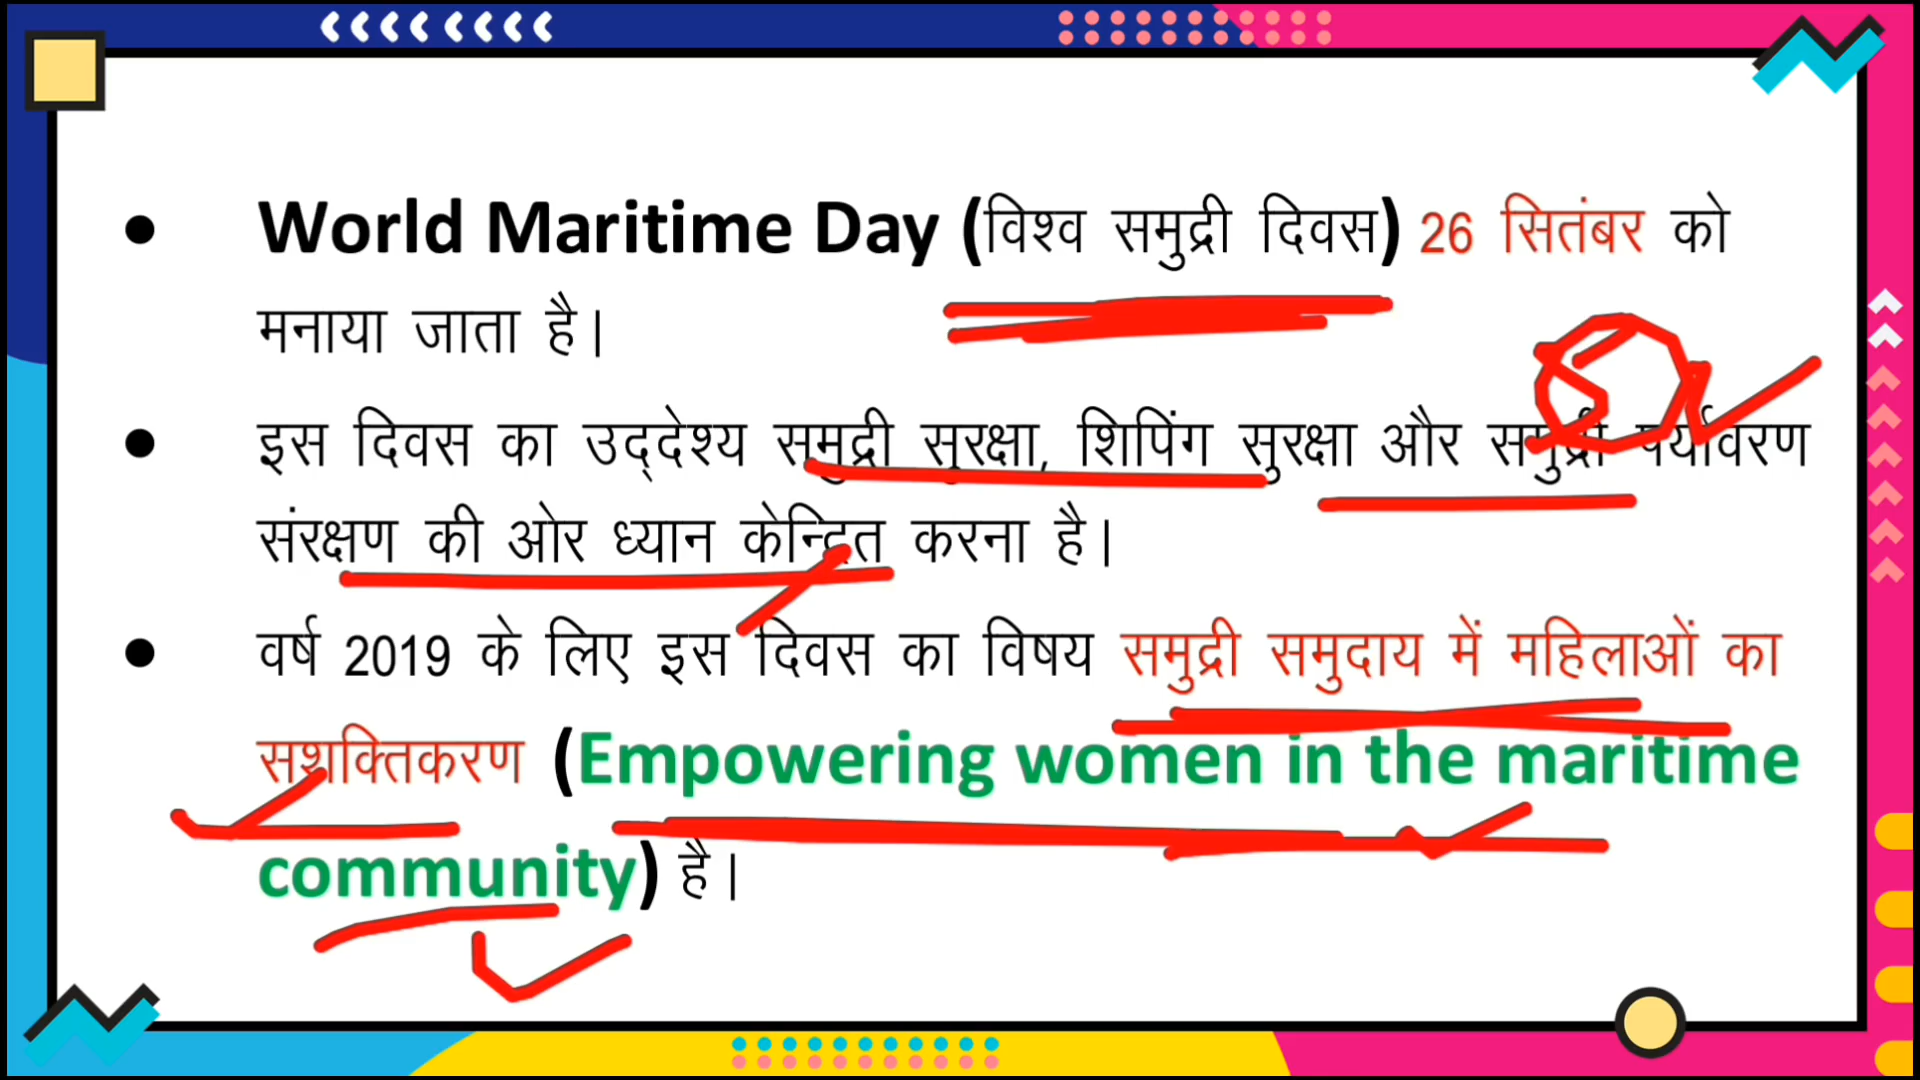 • World Maritime Day (विश्व समुद्री दिवस) 26 सितंबर को
मनाया जाता है।
• इस दिवस का उद्देश्य समुद्री सुरक्षा, शिपिंग सुरक्षा और समुद्री पर्यावरण
संरक्षण की ओर ध्यान केन्द्रित करना है।
• वर्ष 2019 के लिए इस दिवस का विषय समुद्री समुदाय में महिलाओं का
सशक्तिकरण (Empowering women in the maritime
community) है।